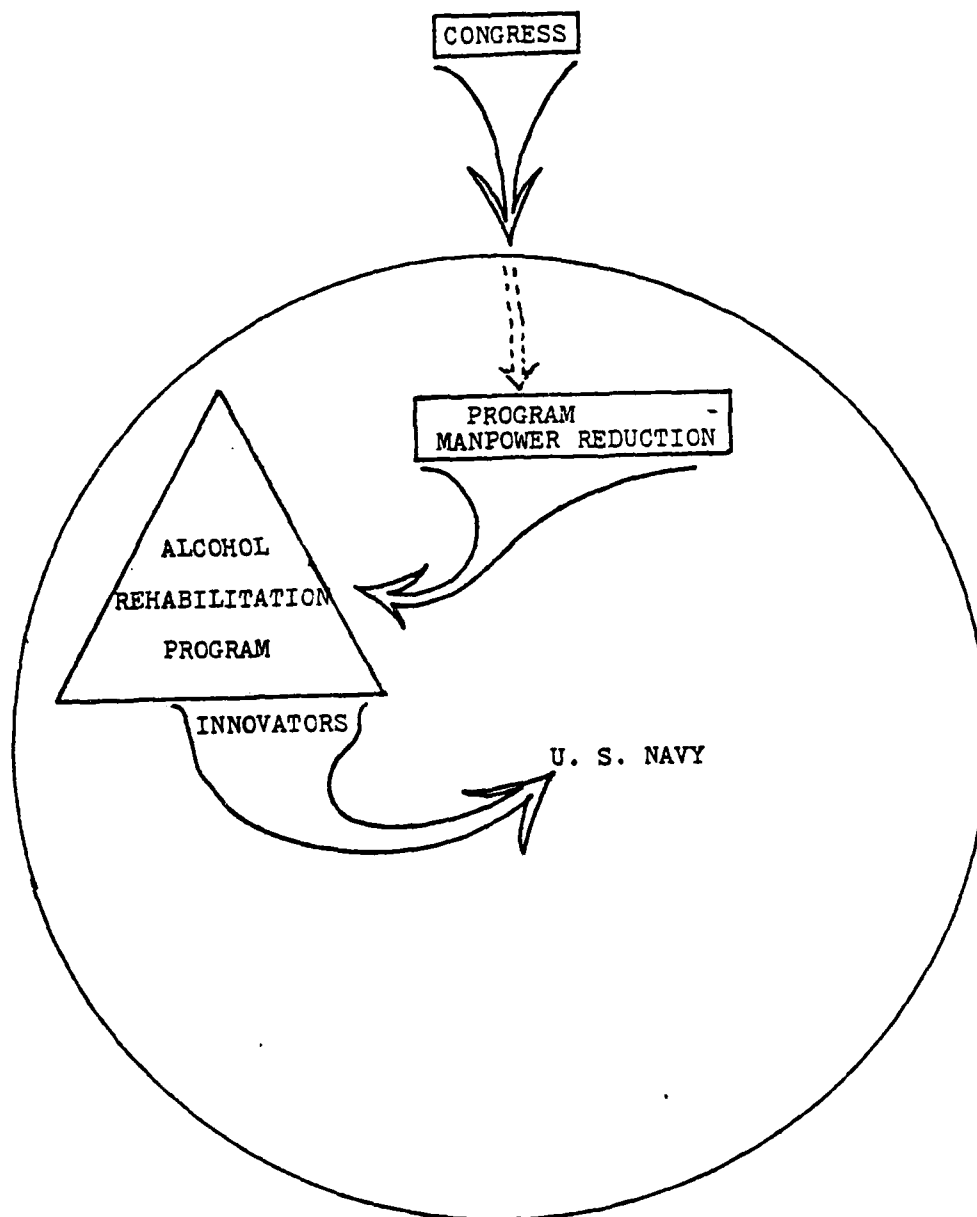 CONGRESS
PROGRAM
MANPOWER REDUCTION
ALCOHOL
REHABILITATION
PROGRAM
INNOVATORS
U. S. NAVY